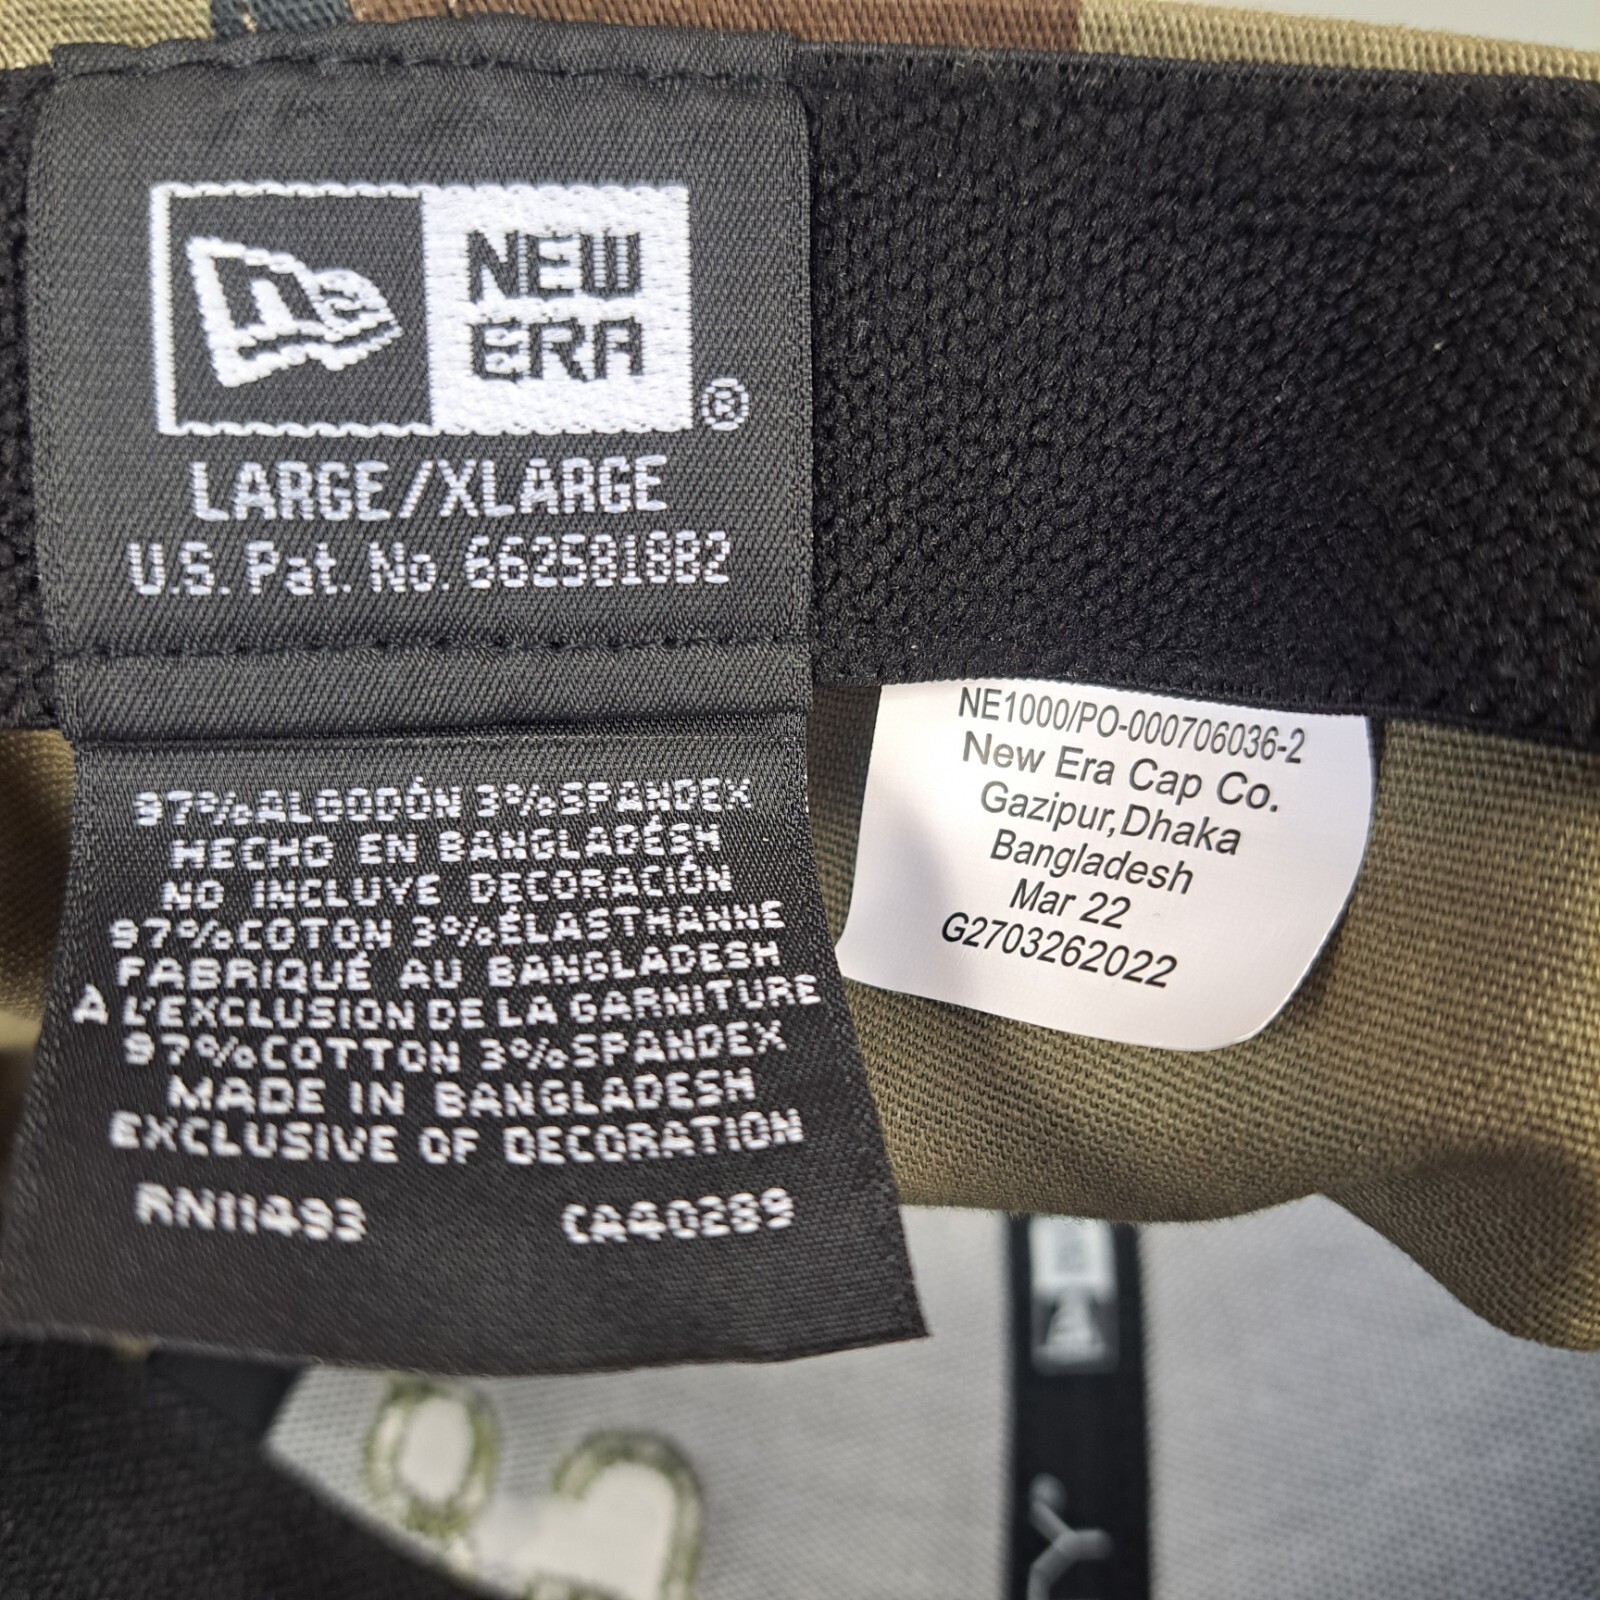 ne
NEW
ERA
®
LARGE/XLARGE
U.S. Pat. No. 6625818B2
97%ALGODÓN 3%SPANDEX
HECHO EN BANGLADÉSH
NO INCLUYE DECORACIÓN
97%COTON 3%ÉLASTHANNE
FABRIQUÉ AU BANGLADESH
À L'EXCLUSION DE LA GARNITURE
97%COTTON 3%SPANDEX
MADE IN BANGLADESH
EXCLUSIVE OF DECORATION
RN11493 CA40289
NE1000/PO-000706036-2
New Era Cap Co.
Gazipur,Dhaka
Bangladesh
Mar 22
G2703262022